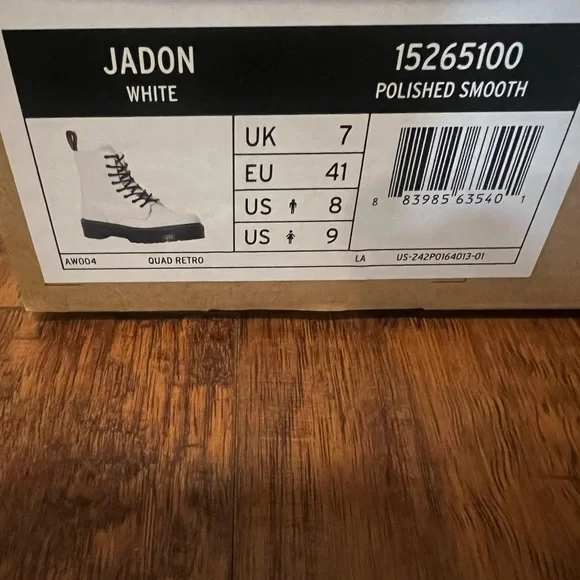 JADON
WHITE
15265100
POLISHED SMOOTH
UK 7
EU 41
US 8
US 9
8 83985 63540 1
AW004 QUAD RETRO LA US-242P0164013-01